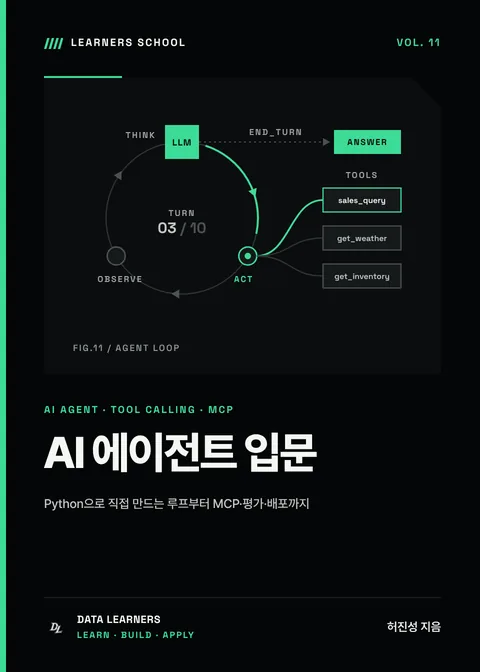 LEARNERS SCHOOL
VOL. 11
THINK
LLM
END_TURN
ANSWER
TOOLS
sales_query
TURN
03 / 10
get_weather
get_inventory
OBSERVE
ACT
FIG.11 / AGENT LOOP
AI AGENT · TOOL CALLING · MCP
AI 에이전트 입문
Python으로 직접 만드는 루프부터 MCP·평가·배포까지
DL
DATA LEARNERS
LEARN · BUILD · APPLY
허진성 지음